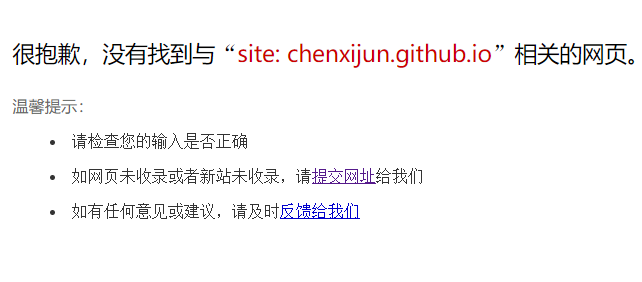 很抱歉，没有找到与“site: chenxijun.github.io”相关的网页。
温馨提示：
请检查您的输入是否正确
如网页未收录或者新站未收录，请提交网址给我们
如有任何意见或建议，请及时反馈给我们